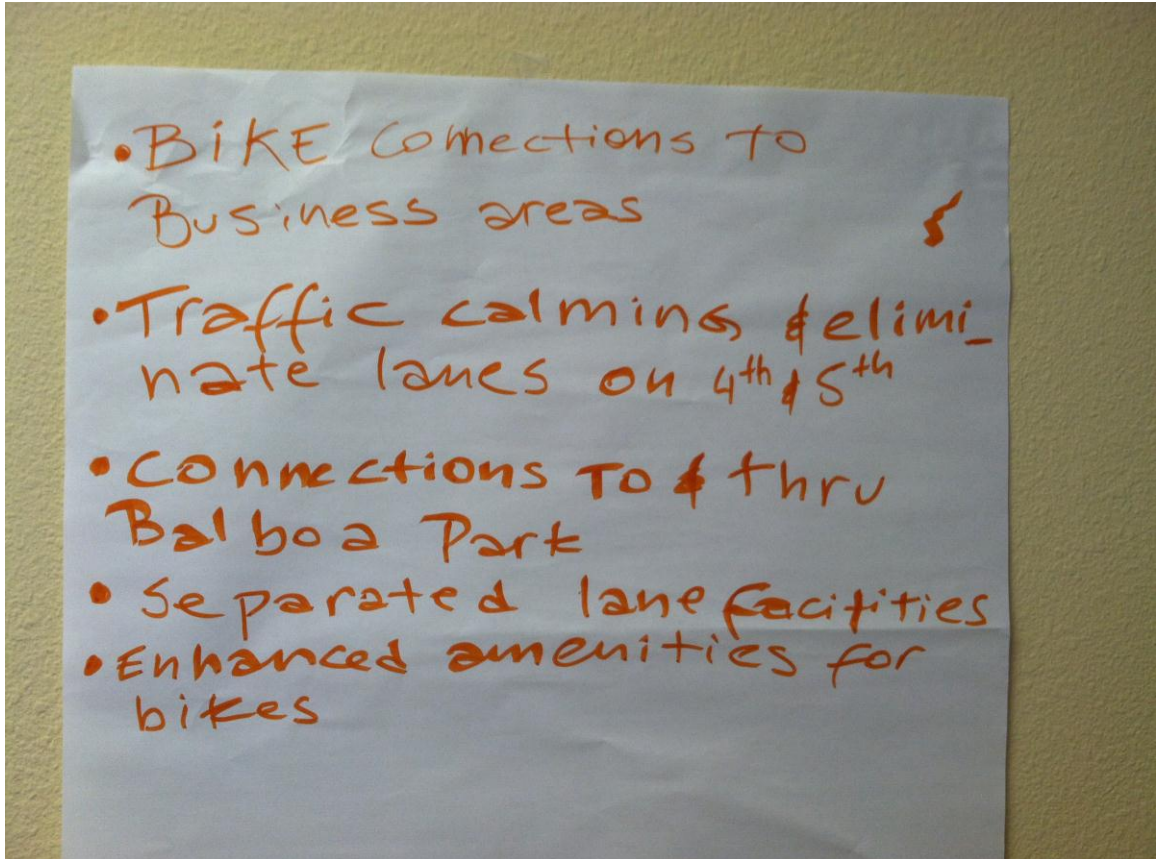 • BiKE Connections TO
Business areas
• Traffic calming & elimi-
nate lanes on 4th & 5th
• Connections TO & thru
Balboa Park
• Separated lane facitities
• Enhanced amenities for
bikes